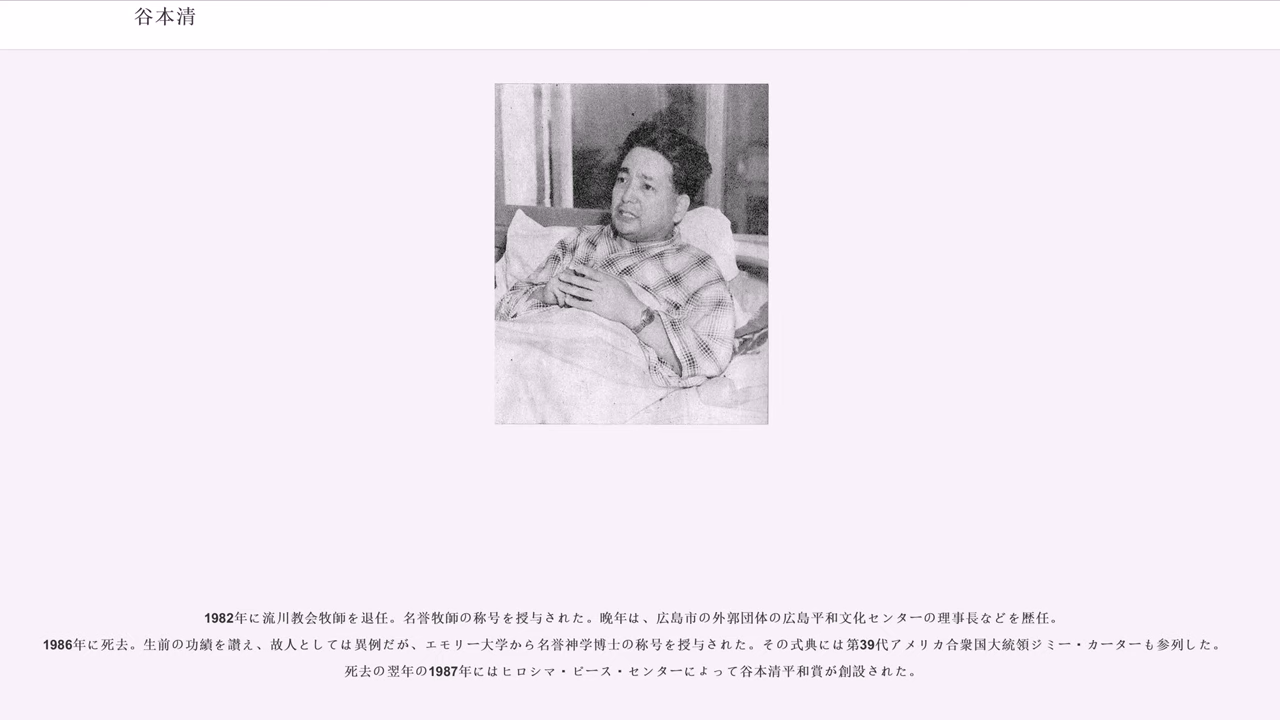 谷本清
1982年に流川教会牧師を退任。名誉牧師の称号を授与された。晩年は、広島市の外郭団体の広島平和文化センターの理事長などを歴任。
1986年に死去。生前の功績を讃え、故人としては異例だが、エモリー大学から名誉神学博士の称号を授与された。その式典には第39代アメリカ合衆国大統領ジミー・カーターも参列した。
死去の翌年の1987年にはヒロシマ・ピース・センターによって谷本清平和賞が創設された。